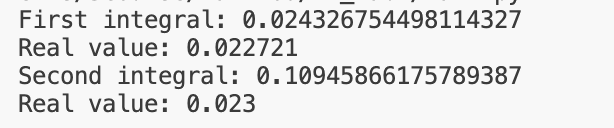 First integral: 0.024326754498114327
Real value: 0.022721
Second integral: 0.10945866175789387
Real value: 0.023